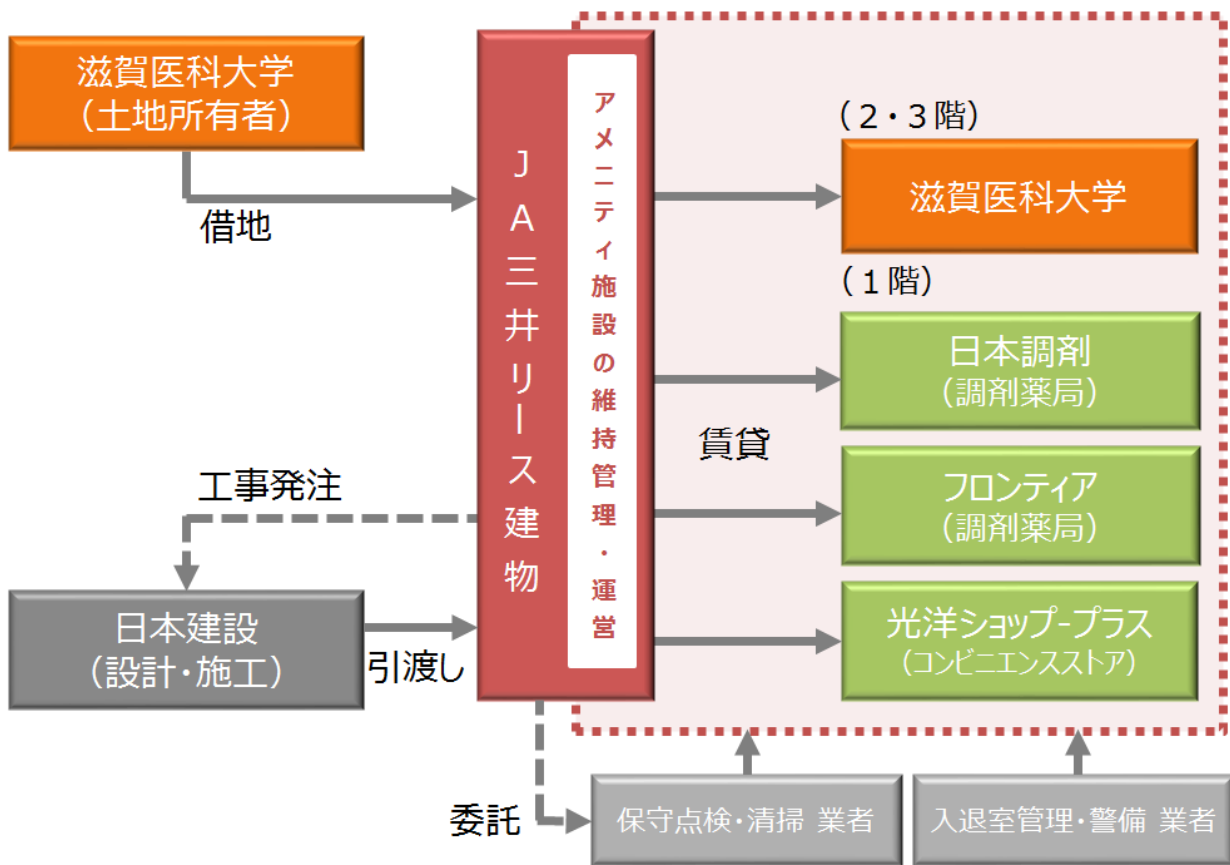 滋賀医科大学
（土地所有者）
借地
JA三井リース建物
アメニティ施設の維持管理・運営
（２・３階）
滋賀医科大学
（１階）
日本調剤
（調剤薬局）
賃貸
フロンティア
（調剤薬局）
光洋ショップ-プラス
（コンビニエンスストア）
工事発注
日本建設
（設計・施工）
引渡し
委託
保守点検・清掃 業者
入退室管理・警備 業者